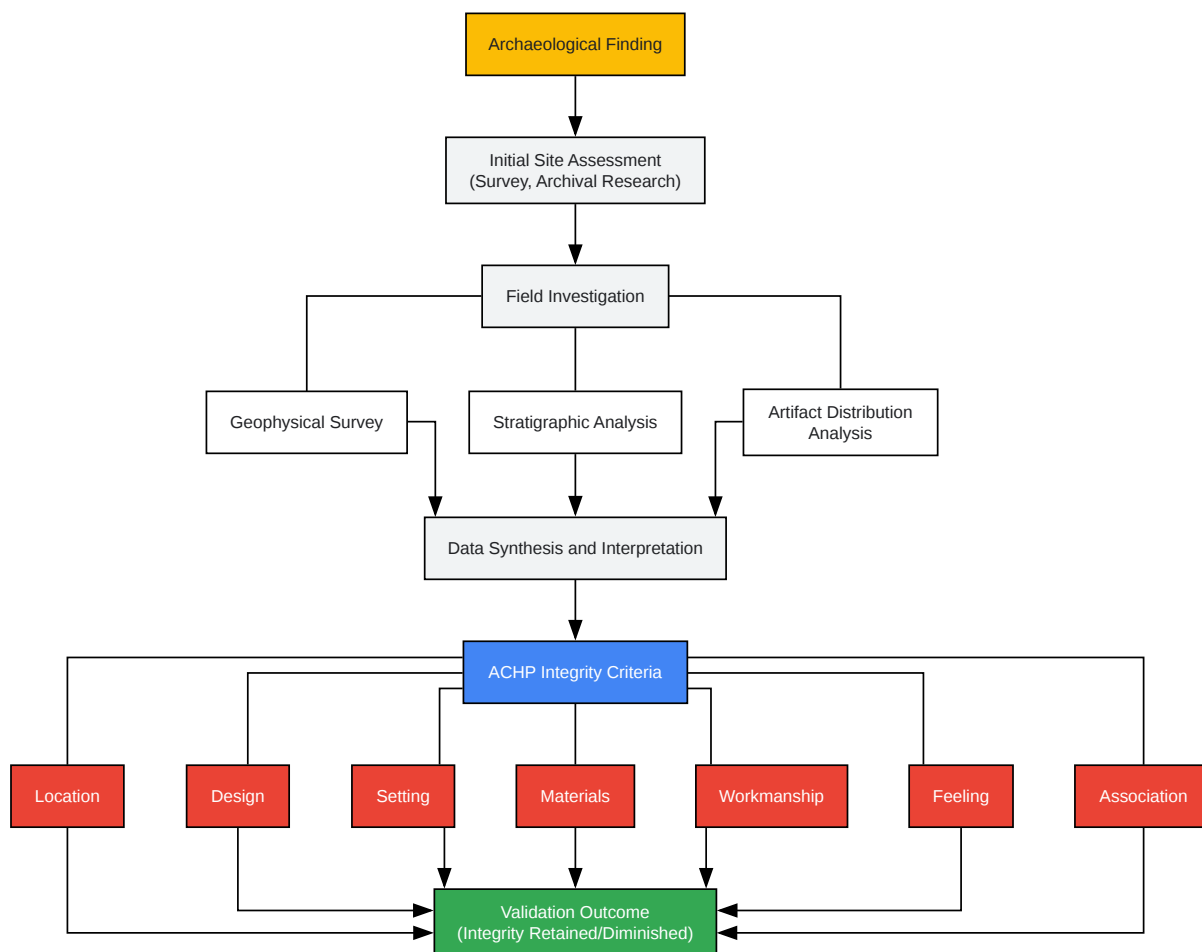 Archaeological Finding
Initial Site Assessment
(Survey, Archival Research)
Field Investigation
Geophysical Survey
Stratigraphic Analysis
Artifact Distribution
Analysis
Data Synthesis and Interpretation
ACHP Integrity Criteria
Location
Design
Setting
Materials
Workmanship
Feeling
Association
Validation Outcome
(Integrity Retained/Diminished)